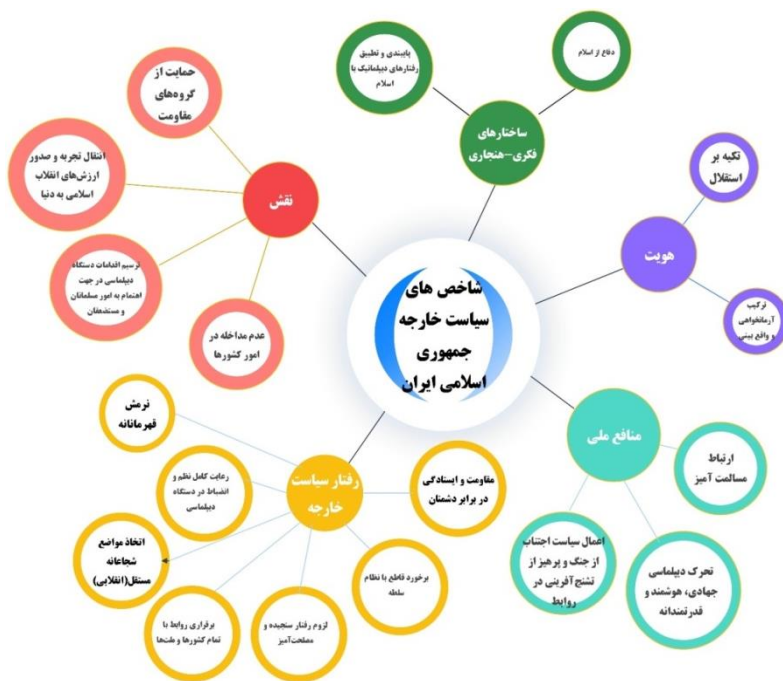 شاخص های
سیاست خارجه
جمهوری
اسلامی ایران
ساختارهای
فکری-هنجاری
دفاع از اسلام
پایبندی و تطبیق
رفتارهای دیپلماتیک با
اسلام
هویت
تکیه بر
استقلال
ترکیب
آرمانخواهی
و واقع بینی
منافع ملی
ارتباط
مسالمت آمیز
تحرک دیپلماسی
جهادی، هوشمند و
قدرتمندانه
اعمال سیاست اجتناب
از جنگ و پرهیز از
تشنج‌آفرینی در
روابط
رفتار سیاست
خارجه
مقاومت و ایستادگی
در برابر دشمنان
برخورد قاطع با نظام
سلطه
لزوم رفتار سنجیده و
مصلحت‌آمیز
برقراری روابط با
تمام کشورها و ملت‌ها
اتخاذ مواضع
شجاعانه
مستقل(انقلابی)
رعایت کامل نظم و
انضباط در دستگاه
دیپلماسی
نرمش
قهرمانانه
نقش
حمایت از
گروه‌های
مقاومت
انتقال تجربه و صدور
ارزش‌های انقلاب
اسلامی به دنیا
ترسیم اقدامات دستگاه
دیپلماسی در جهت
اهتمام به امور مسلمانان
و مستضعفان
عدم مداخله در
امور کشورها